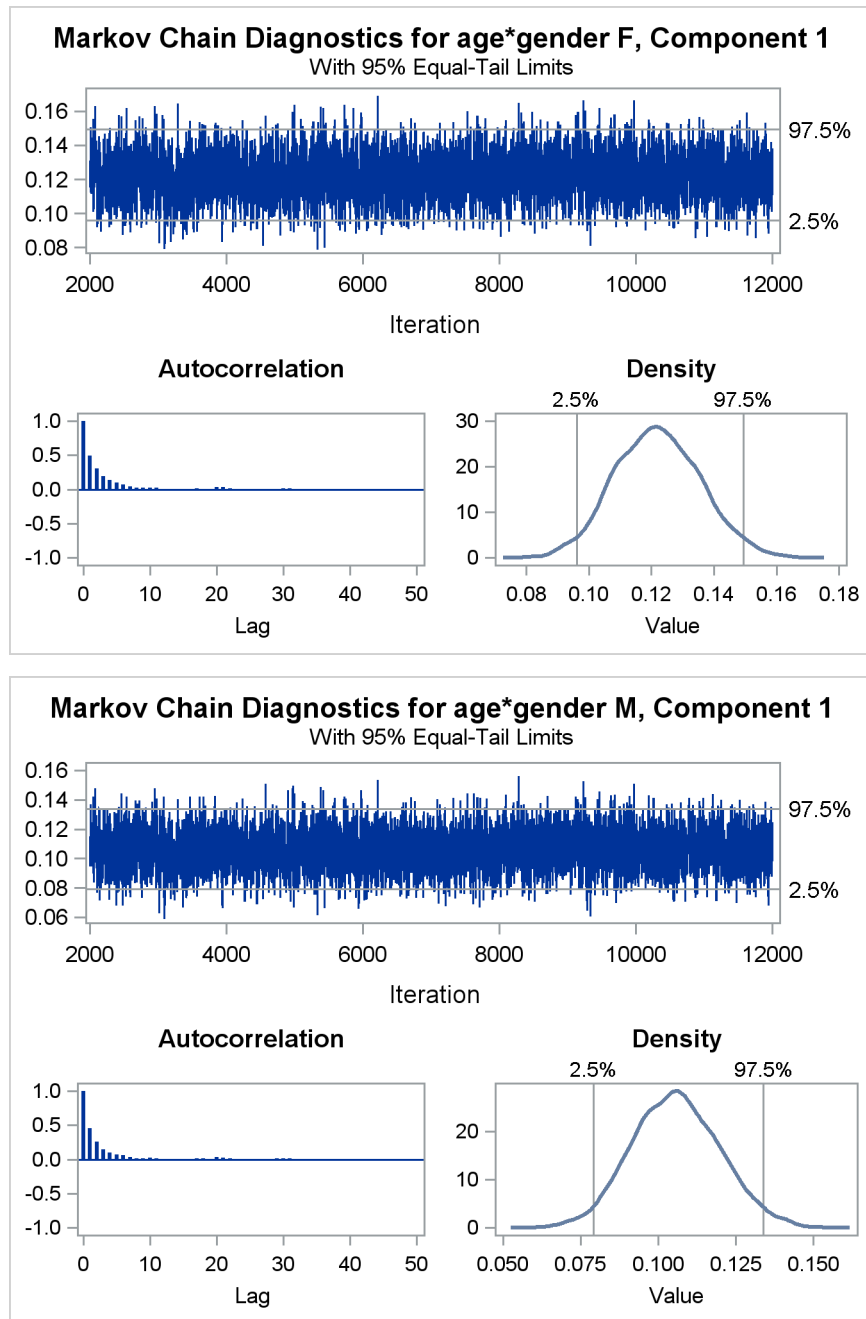 Markov Chain Diagnostics for age*gender F, Component 1
With 95% Equal-Tail Limits
0.16
0.14
0.12
0.10
0.08
97.5%
2.5%
2000 4000 6000 8000 10000 12000
Iteration
Autocorrelation
1.0
0.5
0.0
-0.5
-1.0
0 10 20 30 40 50
Lag
Density
2.5% 97.5%
30
20
10
0
0.08 0.10 0.12 0.14 0.16 0.18
Value
Markov Chain Diagnostics for age*gender M, Component 1
With 95% Equal-Tail Limits
0.16
0.14
0.12
0.10
0.08
0.06
97.5%
2.5%
2000 4000 6000 8000 10000 12000
Iteration
Autocorrelation
1.0
0.5
0.0
-0.5
-1.0
0 10 20 30 40 50
Lag
Density
2.5% 97.5%
20
10
0
0.050 0.075 0.100 0.125 0.150
Value